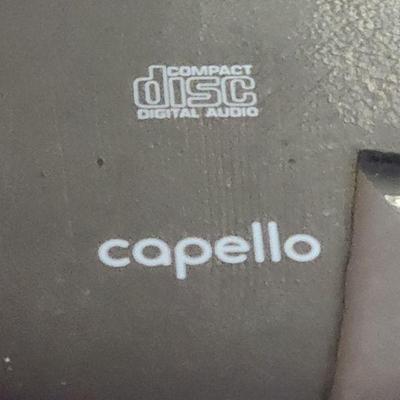 COMPACT
disc
DIGITAL AUDIO
capello